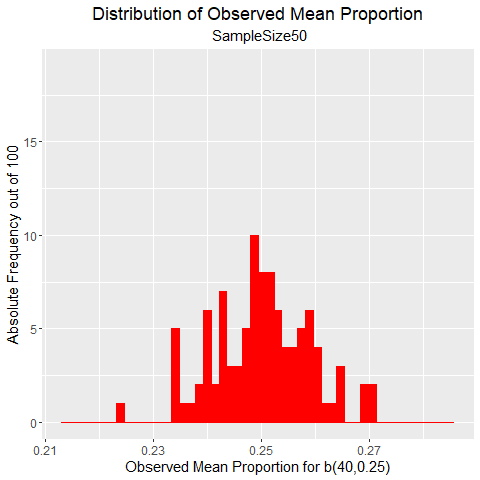 Distribution of Observed Mean Proportion
SampleSize50
Absolute Frequency out of 100
15
10
5
0
0.21 0.23 0.25 0.27
Observed Mean Proportion for b(40,0.25)